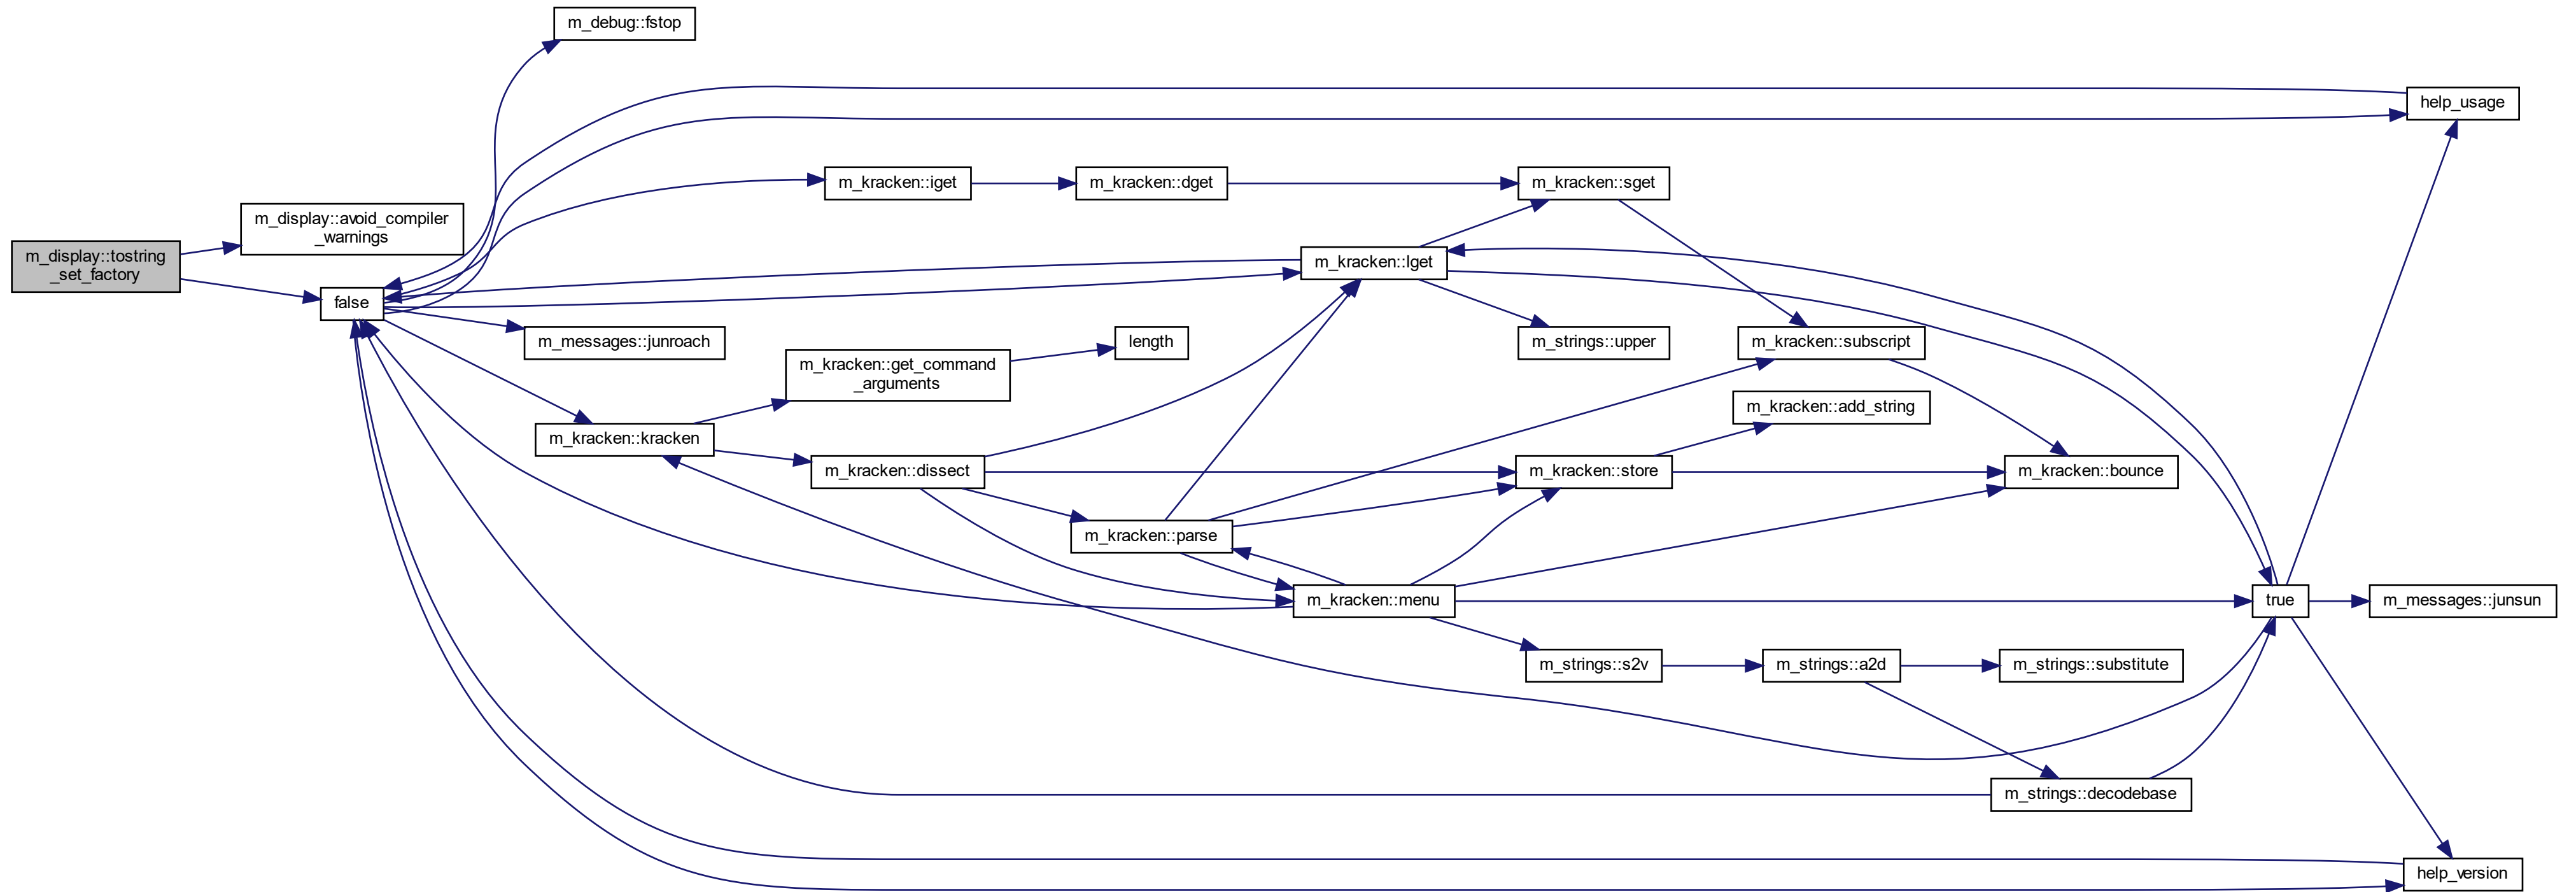 m_debug::fstop
help_usage
m_kracken::iget
m_kracken::dget
m_kracken::sget
m_display::avoid_compiler
_warnings
m_display::tostring
_set_factory
m_kracken::lget
false
m_messages::junroach
length
m_strings::upper
m_kracken::subscript
m_kracken::get_command
_arguments
m_kracken::add_string
m_kracken::kracken
m_kracken::dissect
m_kracken::store
m_kracken::bounce
m_kracken::parse
m_kracken::menu
true
m_messages::junsun
m_strings::s2v
m_strings::a2d
m_strings::substitute
m_strings::decodebase
help_version